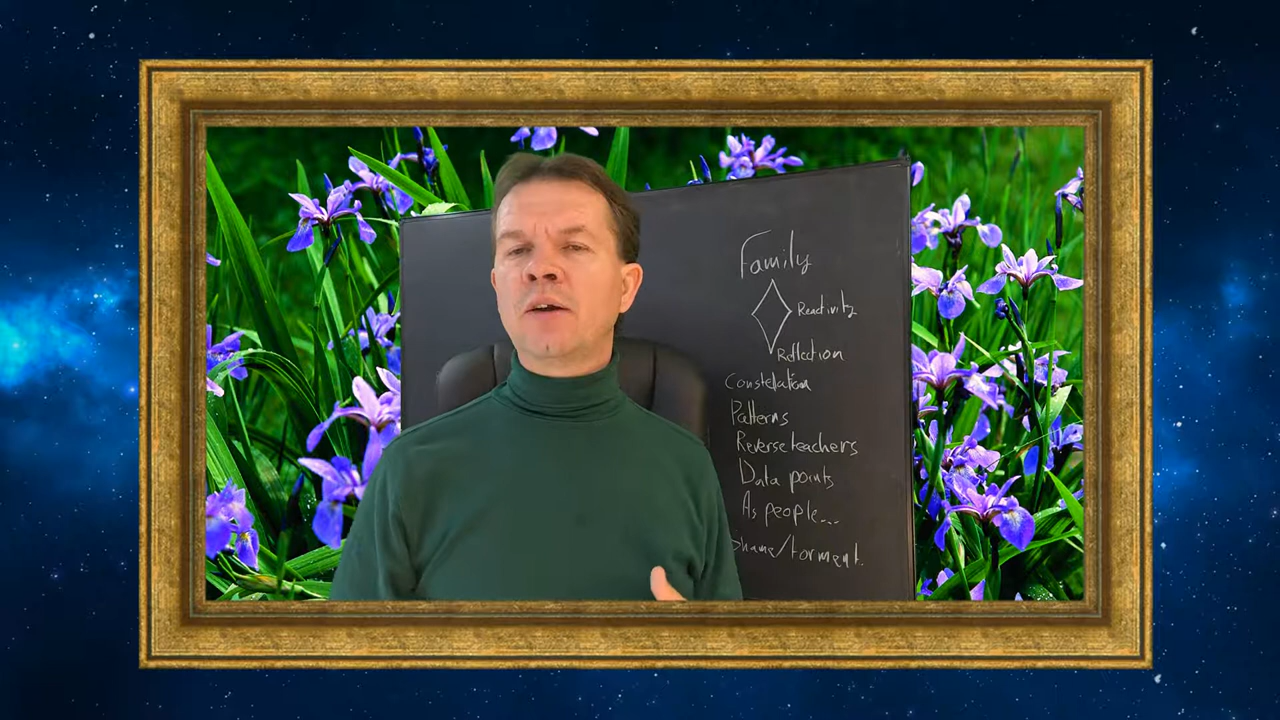 Family
Reactivity
Reflection
Constellation
Patterns
Reverse teachers
Data points
As people...
Shame/torment.